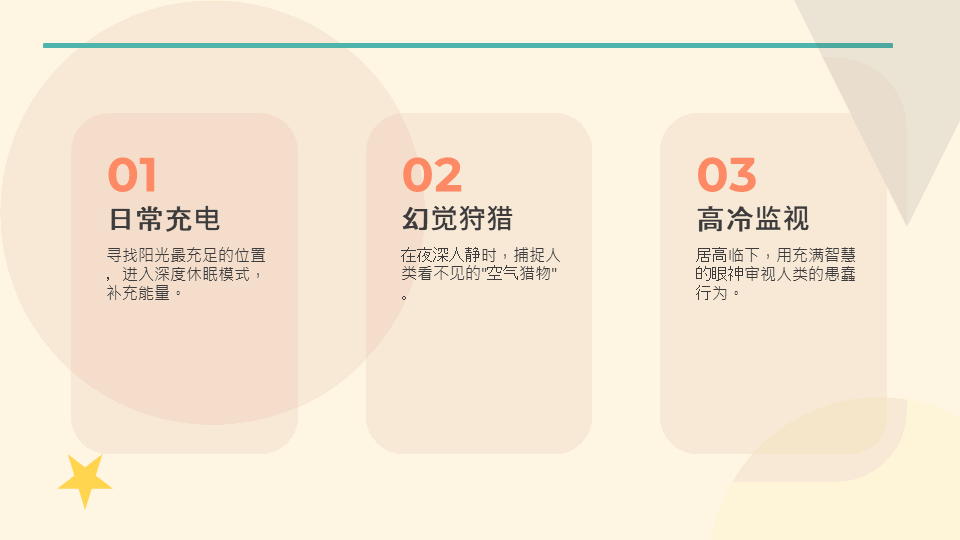 01
日常充电
寻找阳光最充足的位置
，进入深度休眠模式，
补充能量。
02
幻觉狩猎
在夜深人静时，捕捉人
类看不见的"空气猎物"
。
03
高冷监视
居高临下，用充满智慧
的眼神审视人类的愚蠢
行为。